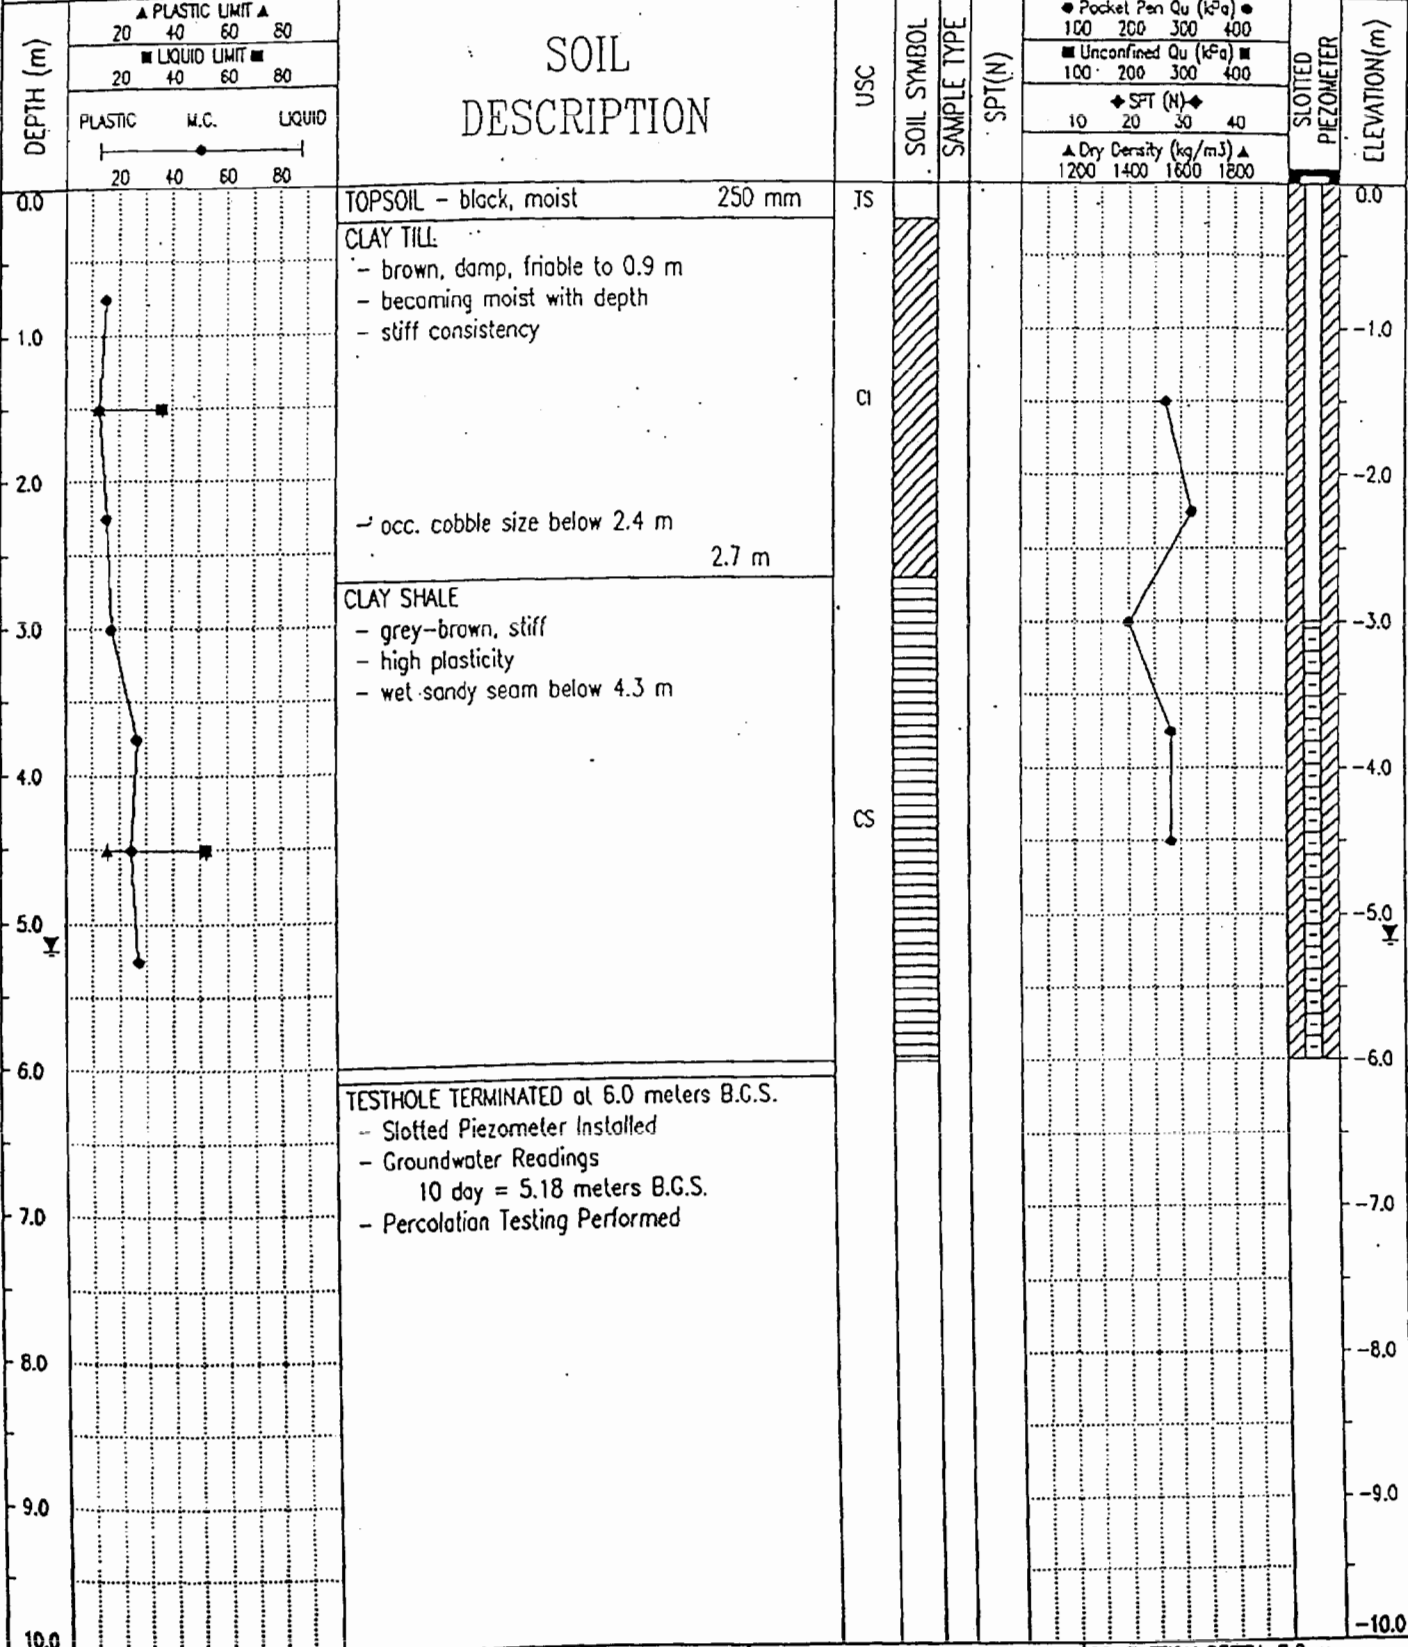 DEPTH (m)
▲ PLASTIC LIMIT ▲
20 40 60 80
■ LIQUID LIMIT ■
20 40 60 80
PLASTIC M.C. LIQUID
20 40 60 80
SOIL
DESCRIPTION
USC
SOIL SYMBOL
SAMPLE TYPE
SPT(N)
● Pocket Pen Qu (kPa) ●
100 200 300 400
■ Unconfined Qu (kPa) ■
100 200 300 400
◆ SPT (N) ◆
10 20 30 40
▲ Dry Density (kg/m3) ▲
1200 1400 1600 1800
SLOTTED
PIEZOMETER
ELEVATION(m)
0.0 TOPSOIL - black, moist 250 mm TS 0.0
CLAY TILL
- brown, damp, friable to 0.9 m
- becoming moist with depth
1.0 - stiff consistency -1.0
CI
2.0 -2.0
- occ. cobble size below 2.4 m
2.7 m
CLAY SHALE
3.0 - grey-brown, stiff -3.0
- high plasticity
- wet sandy seam below 4.3 m
4.0 -4.0
CS
5.0 -5.0
6.0 -6.0
TESTHOLE TERMINATED at 6.0 meters B.G.S.
- Slotted Piezometer Installed
- Groundwater Readings
10 day = 5.18 meters B.G.S.
7.0 - Percolation Testing Performed -7.0
8.0 -8.0
9.0 -9.0
10.0 -10.0